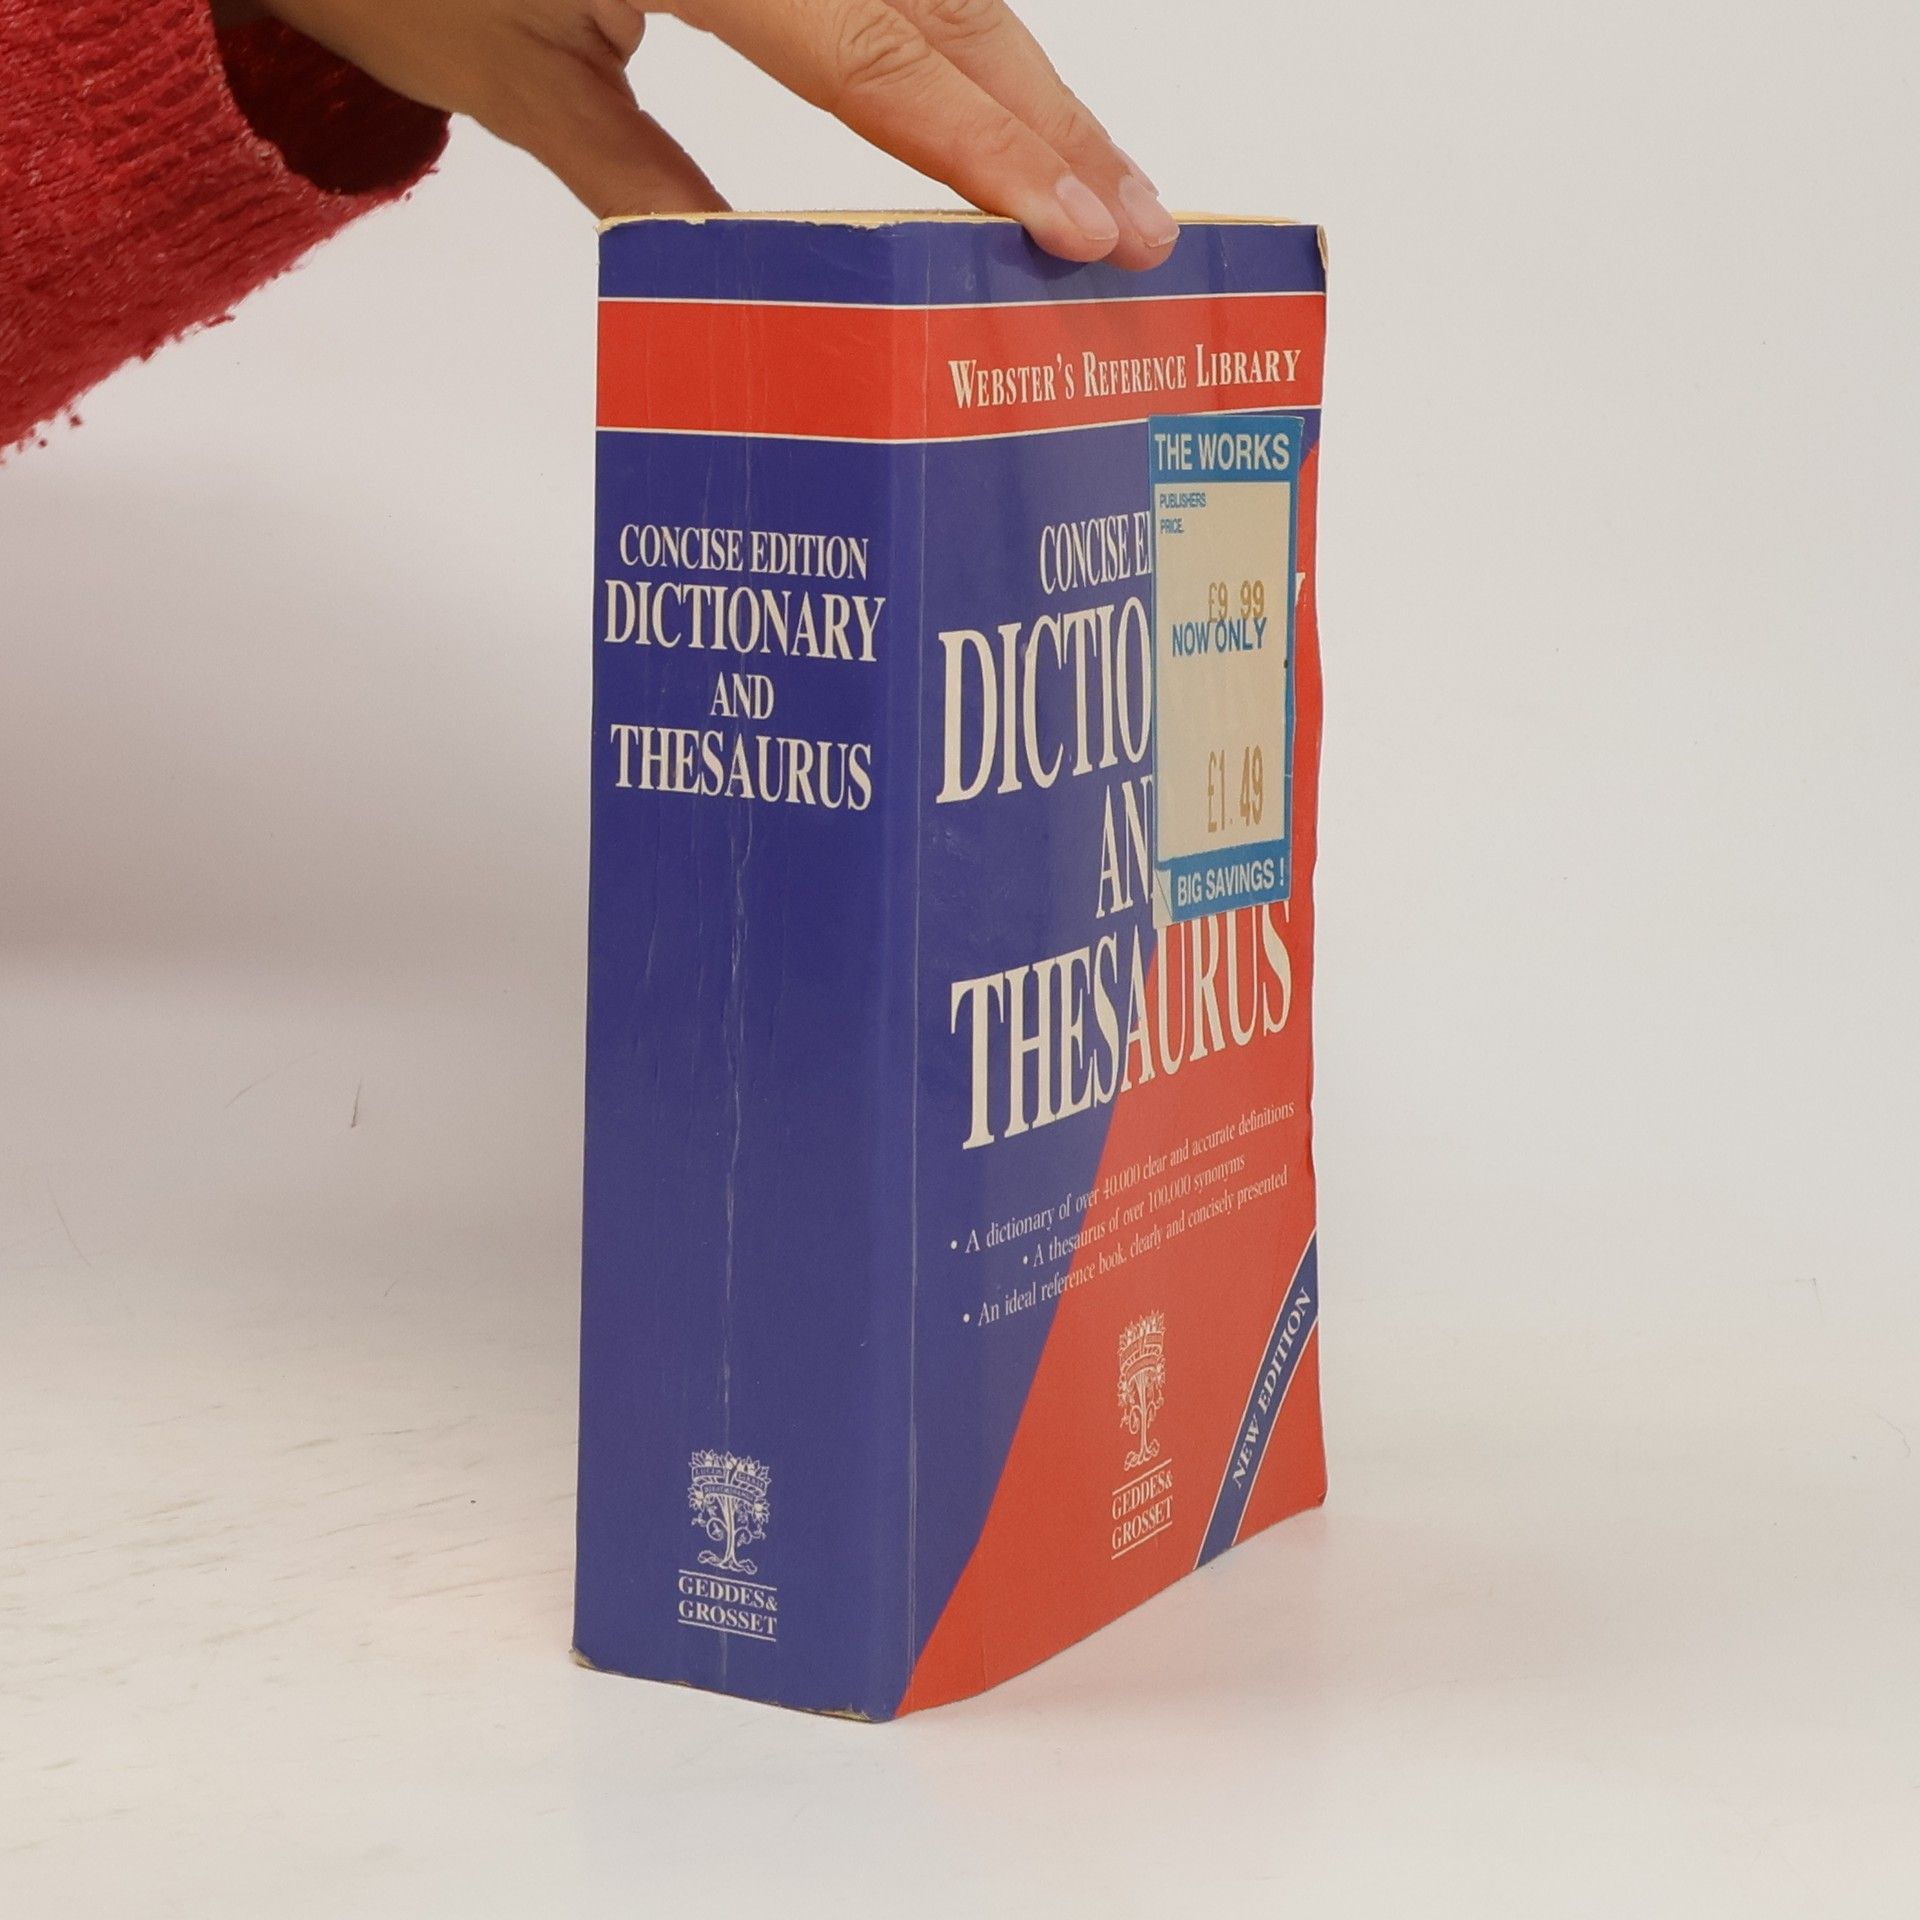 CONCISE EDITION
DICTIONARY
AND
THESAURUS
GEDDES&
GROSSET
WEBSTER'S REFERENCE LIBRARY
CONCISE E
DICTIO Y
AN
THESAURUS
• A dictionary of over 40,000 clear and accurate definitions
• A thesaurus of over 100,000 synonyms
• An ideal reference book, clearly and concisely presented
GEDDES&
GROSSET
NEW EDITION
THE WORKS
PUBLISHERS
PRICE.
£9.99
NOW ONLY
£1.49
BIG SAVINGS !